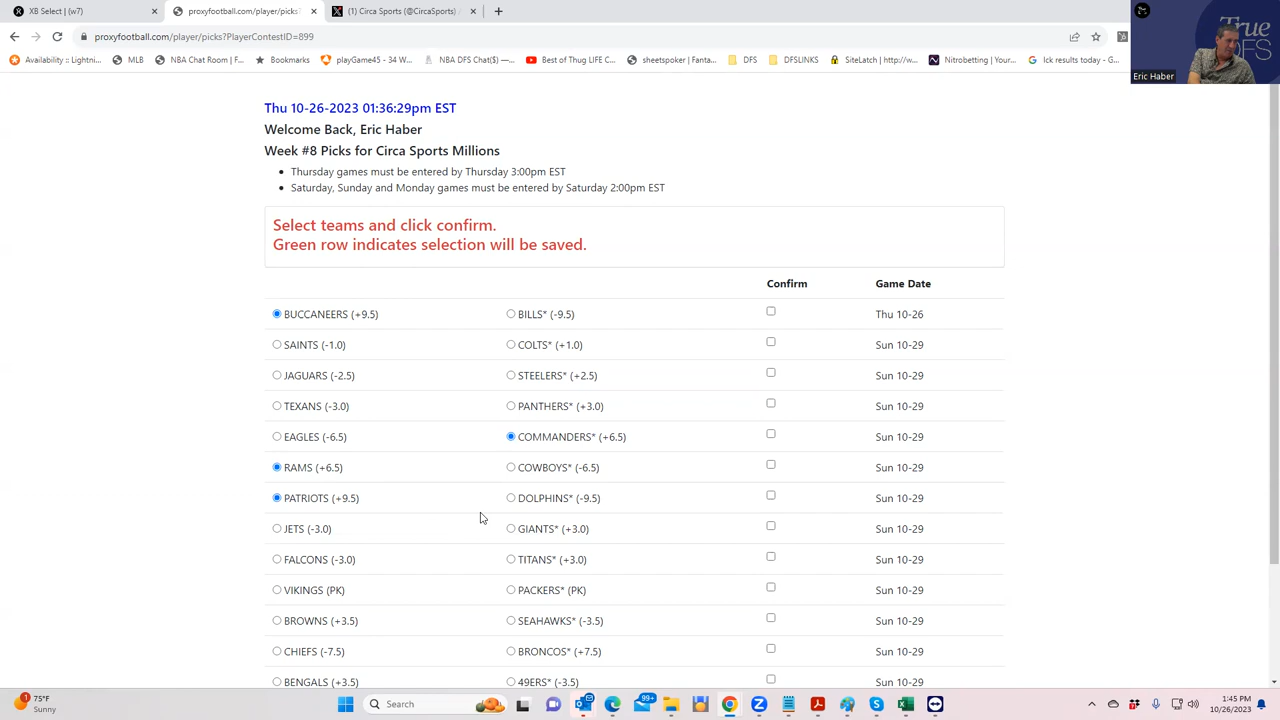 XB Select (w7)
proxyfootball.com/player/picks?
(1) Circa Sports (@CircaSports) /
proxyfootball.com/player/picks?PlayerContestID=899
Availability :: Lightni...
MLB
NBA Chat Room | F...
Bookmarks
playGame45 - 34 W...
NBA DFS Chat($) —...
Best of Thug LIFE C...
sheetspoker | Fanta...
DFS
DFSLINKS
SiteLatch | http://w...
Nitrobetting | Your...
Ick results today - G...
True
DFS
Eric Haber
Thu 10-26-2023 01:36:29pm EST
Welcome Back, Eric Haber
Week #8 Picks for Circa Sports Millions
Thursday games must be entered by Thursday 3:00pm EST
Saturday, Sunday and Monday games must be entered by Saturday 2:00pm EST
Select teams and click confirm.
Green row indicates selection will be saved.
Confirm Game Date
BUCCANEERS (+9.5) BILLS* (-9.5) Thu 10-26
SAINTS (-1.0) COLTS* (+1.0) Sun 10-29
JAGUARS (-2.5) STEELERS* (+2.5) Sun 10-29
TEXANS (-3.0) PANTHERS* (+3.0) Sun 10-29
EAGLES (-6.5) COMMANDERS* (+6.5) Sun 10-29
RAMS (+6.5) COWBOYS* (-6.5) Sun 10-29
PATRIOTS (+9.5) DOLPHINS* (-9.5) Sun 10-29
JETS (-3.0) GIANTS* (+3.0) Sun 10-29
FALCONS (-3.0) TITANS* (+3.0) Sun 10-29
VIKINGS (PK) PACKERS* (PK) Sun 10-29
BROWNS (+3.5) SEAHAWKS* (-3.5) Sun 10-29
CHIEFS (-7.5) BRONCOS* (+7.5) Sun 10-29
BENGALS (+3.5) 49ERS* (-3.5) Sun 10-29
1
75°F
Sunny
Search
99+
1:45 PM
10/26/2023